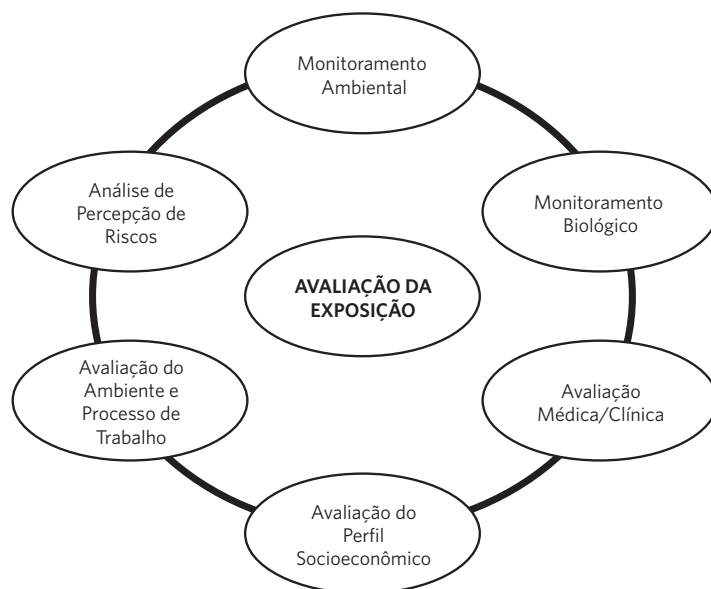 Monitoramento
Ambiental
Análise de
Percepção de
Riscos
Monitoramento
Biológico
AVALIAÇÃO DA
EXPOSIÇÃO
Avaliação do
Ambiente e
Processo de
Trabalho
Avaliação
Médica/Clínica
Avaliação do
Perfil
Socioeconômico